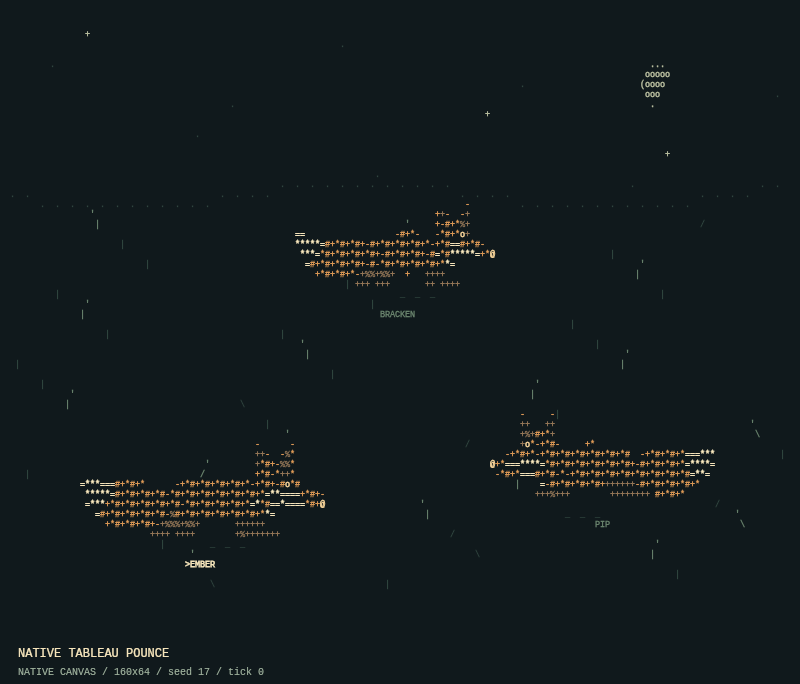 BRACKEN
PIP
>EMBER
NATIVE TABLEAU POUNCE
NATIVE CANVAS / 160x64 / seed 17 / tick 0